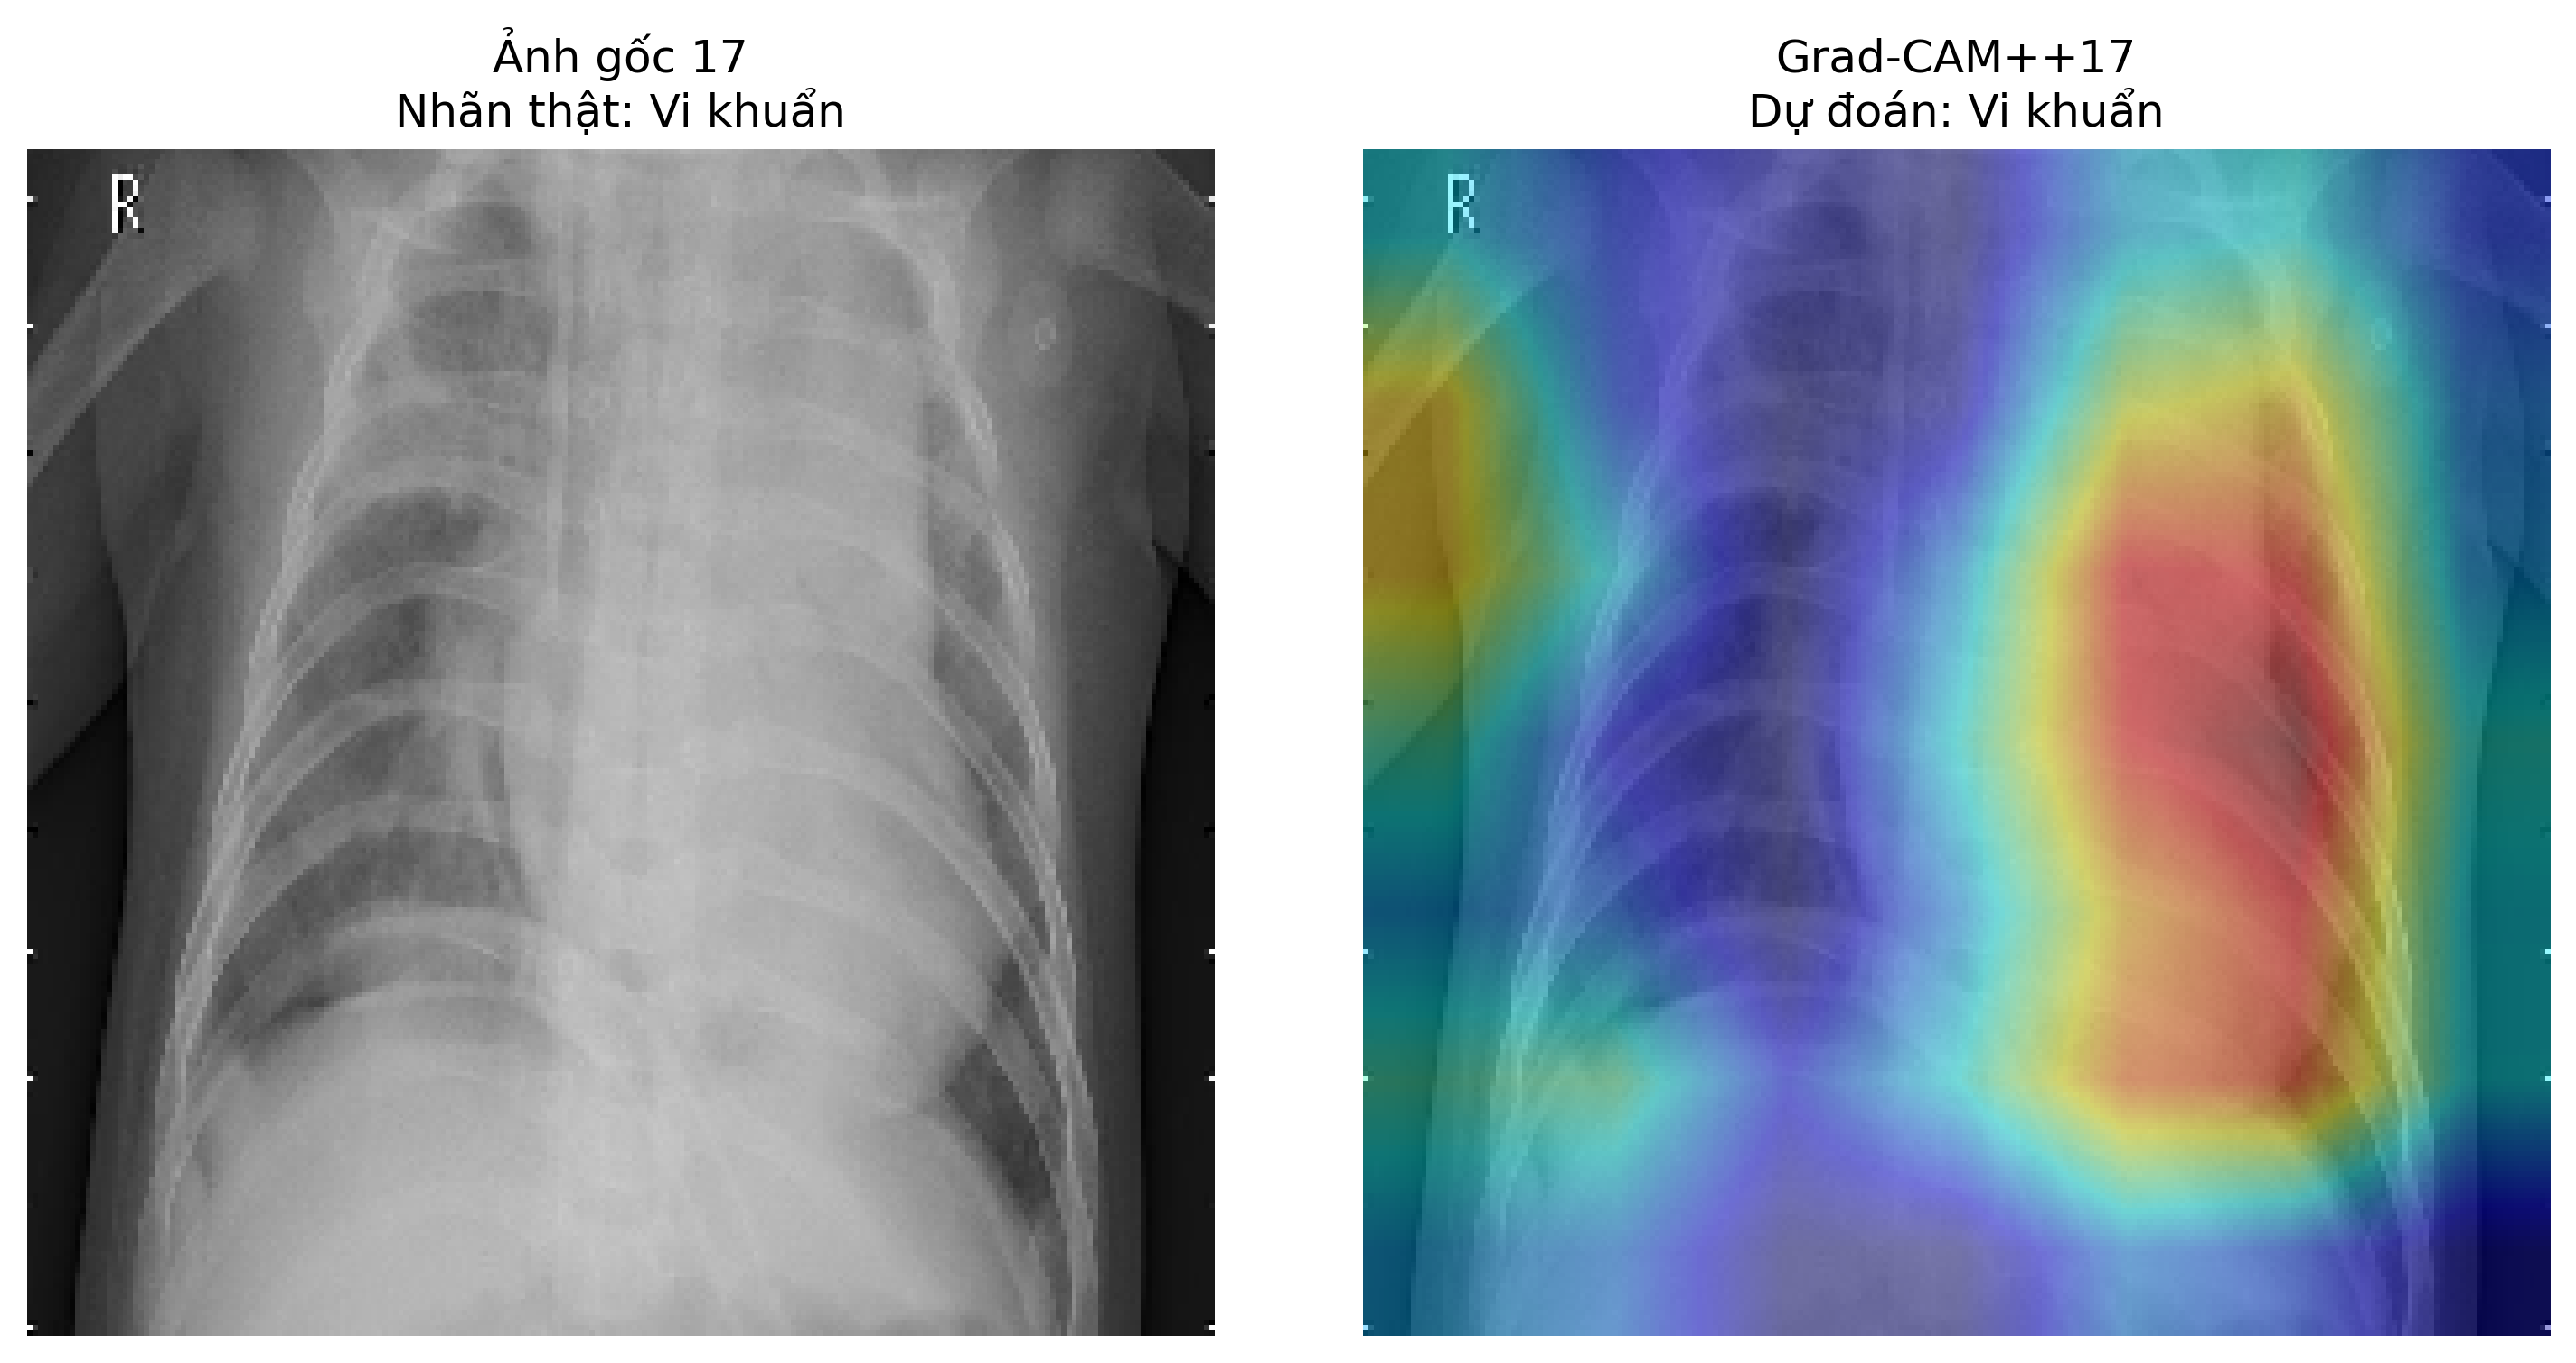 Ảnh gốc 17
Nhãn thật: Vi khuẩn
R
Grad-CAM++17
Dự đoán: Vi khuẩn
R